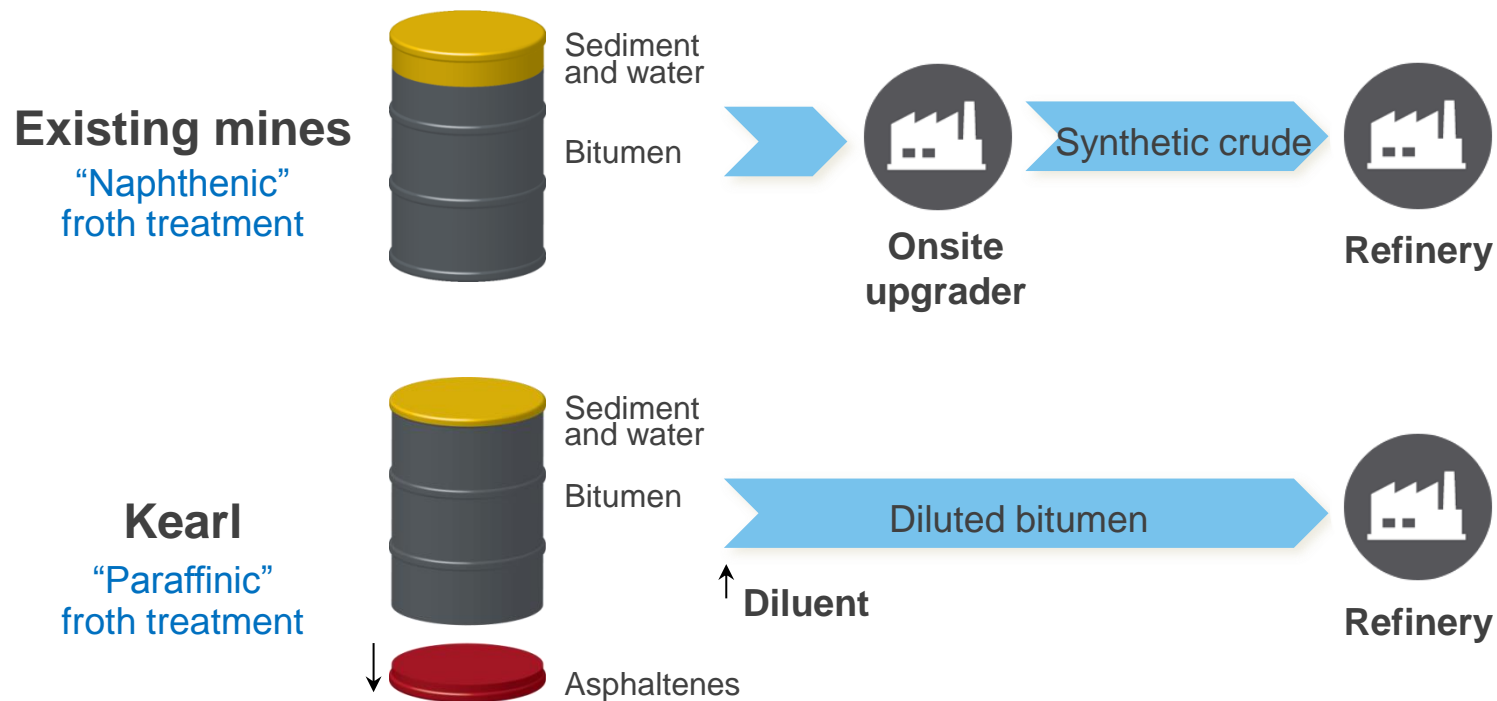 Existing mines
“Naphthenic”
froth treatment
Sediment
and water
Bitumen
Onsite
upgrader
Synthetic crude
Refinery
Kearl
“Paraffinic”
froth treatment
Sediment
and water
Bitumen
Asphaltenes
Diluent
Diluted bitumen
Refinery